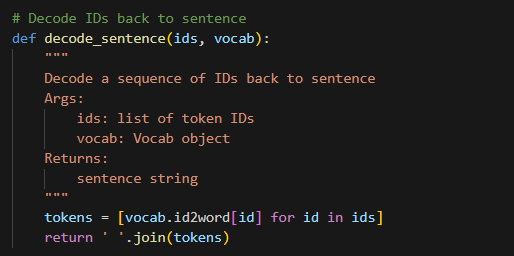 # Decode IDs back to sentence
def decode_sentence(ids, vocab):
    """
    Decode a sequence of IDs back to sentence
    Args:
        ids: list of token IDs
        vocab: Vocab object
    Returns:
        sentence string
    """
    tokens = [vocab.id2word[id] for id in ids]
    return ' '.join(tokens)